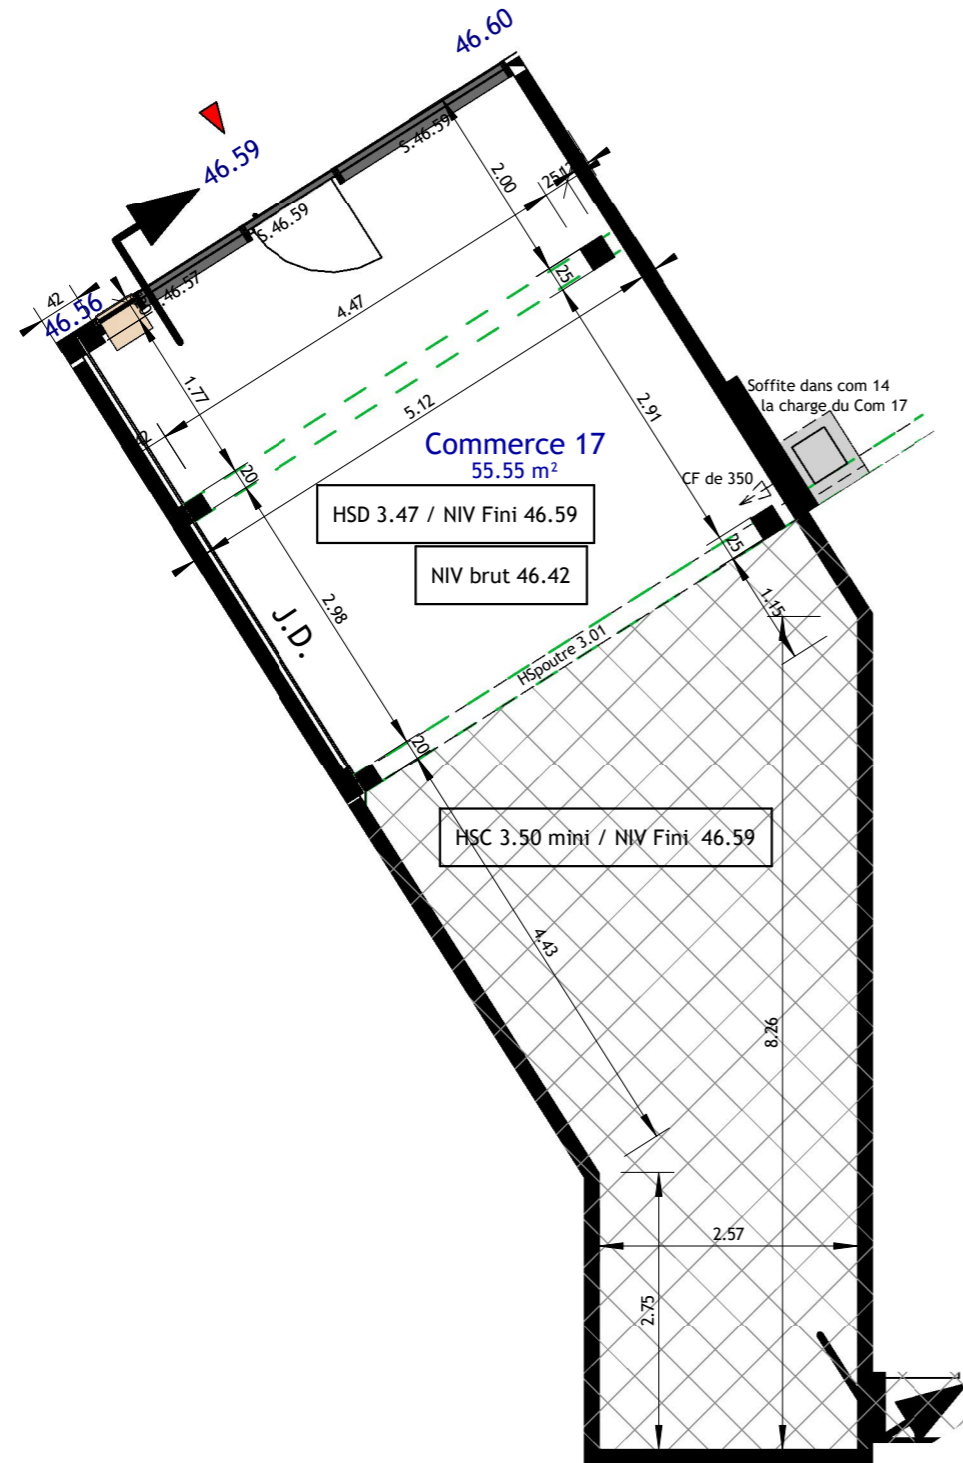 46.60
46.59
S.46.59
S.46.59
46.57
42
46.56
2.00
25
12
25
4.47
1.77
5.12
2.91
42
20
Soffite dans com 14
la charge du Com 17
Commerce 17
55.55 m²
CF de 350
HSD 3.47 / NIV Fini 46.59
NIV brut 46.42
25
2.98
1.15
J.D.
HSpoutre 3.01
20
HSC 3.50 mini / NIV Fini 46.59
4.43
8.26
2.57
2.75